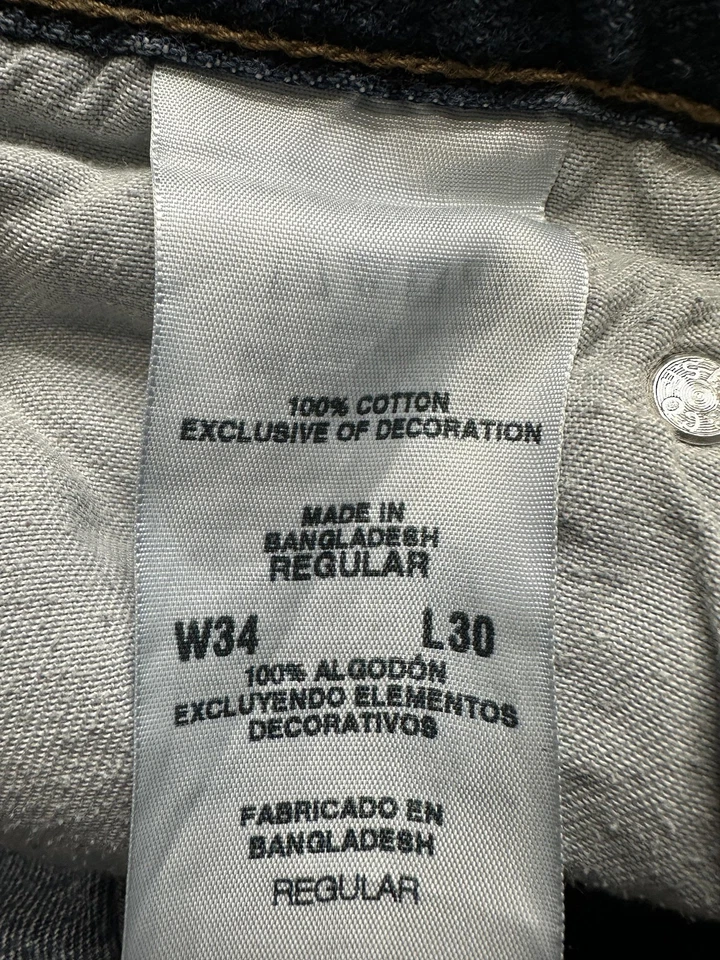 100% COTTON
EXCLUSIVE OF DECORATION
MADE IN
BANGLADESH
REGULAR
W34 L30
100% ALGODÓN
EXCLUYENDO ELEMENTOS
DECORATIVOS
FABRICADO EN
BANGLADESH
REGULAR